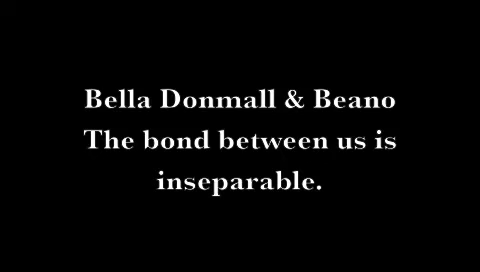 Bella Donmall & Beano
The bond between us is
inseparable.